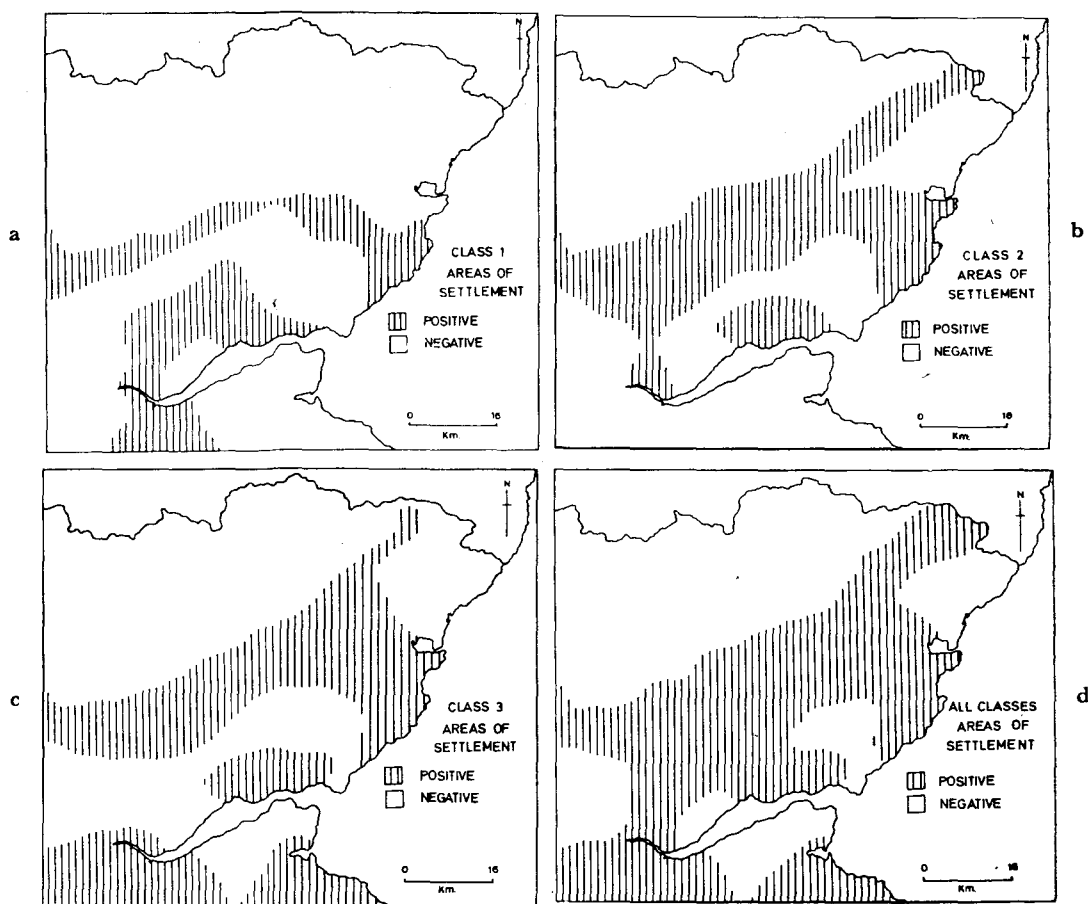 a
N
CLASS 1
AREAS OF
SETTLEMENT
POSITIVE
NEGATIVE
0 16
Km.
b
N
CLASS 2
AREAS OF
SETTLEMENT
POSITIVE
NEGATIVE
0 16
Km.
c
N
CLASS 3
AREAS OF
SETTLEMENT
POSITIVE
NEGATIVE
0 16
Km.
d
N
ALL CLASSES
AREAS OF
SETTLEMENT
POSITIVE
NEGATIVE
0 16
Km.